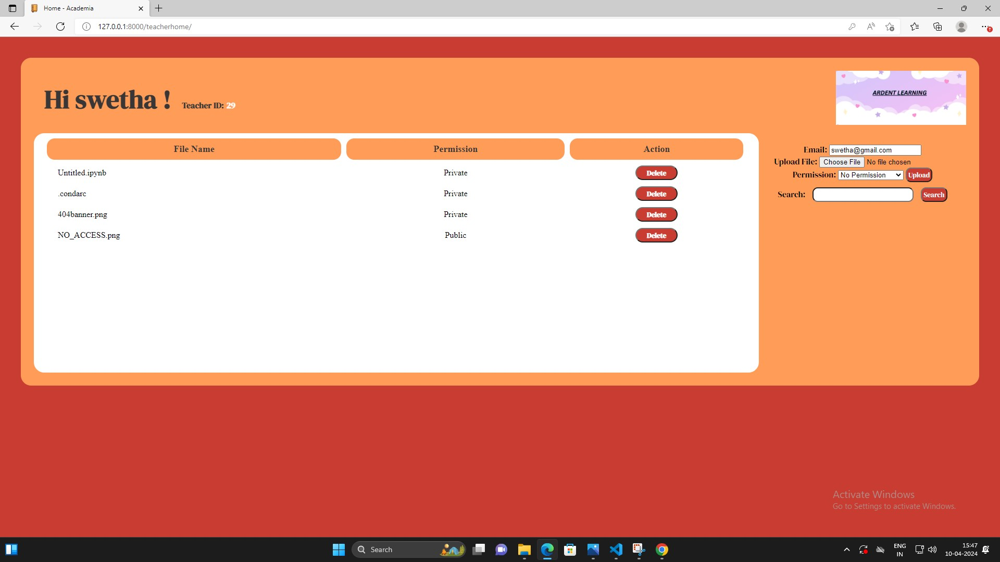 Home - Academia
127.0.0.1:8000/teacherhome/
Hi swetha ! Teacher ID: 29
ARDENT LEARNING
File Name Permission Action
Untitled.ipynb Private Delete
.condarc Private Delete
404banner.png Private Delete
NO_ACCESS.png Public Delete
Email: swetha@gmail.com
Upload File: Choose File No file chosen
Permission: No Permission Upload
Search: Search
Activate Windows
Go to Settings to activate Windows.
Search
ENG
IN
15:47
10-04-2024